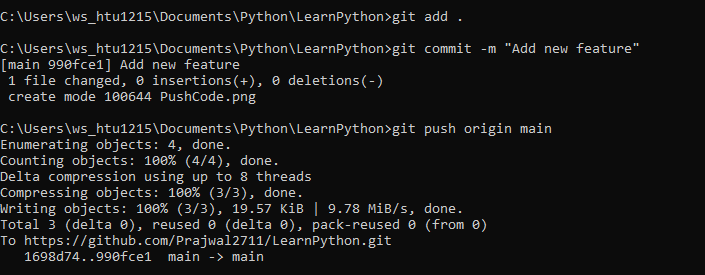 C:\Users\ws_htu1215\Documents\Python\LearnPython>git add .
C:\Users\ws_htu1215\Documents\Python\LearnPython>git commit -m "Add new feature"
[main 990fce1] Add new feature
 1 file changed, 0 insertions(+), 0 deletions(-)
 create mode 100644 PushCode.png
C:\Users\ws_htu1215\Documents\Python\LearnPython>git push origin main
Enumerating objects: 4, done.
Counting objects: 100% (4/4), done.
Delta compression using up to 8 threads
Compressing objects: 100% (3/3), done.
Writing objects: 100% (3/3), 19.57 KiB | 9.78 MiB/s, done.
Total 3 (delta 0), reused 0 (delta 0), pack-reused 0 (from 0)
To https://github.com/Prajwal2711/LearnPython.git
   1698d74..990fce1  main -> main